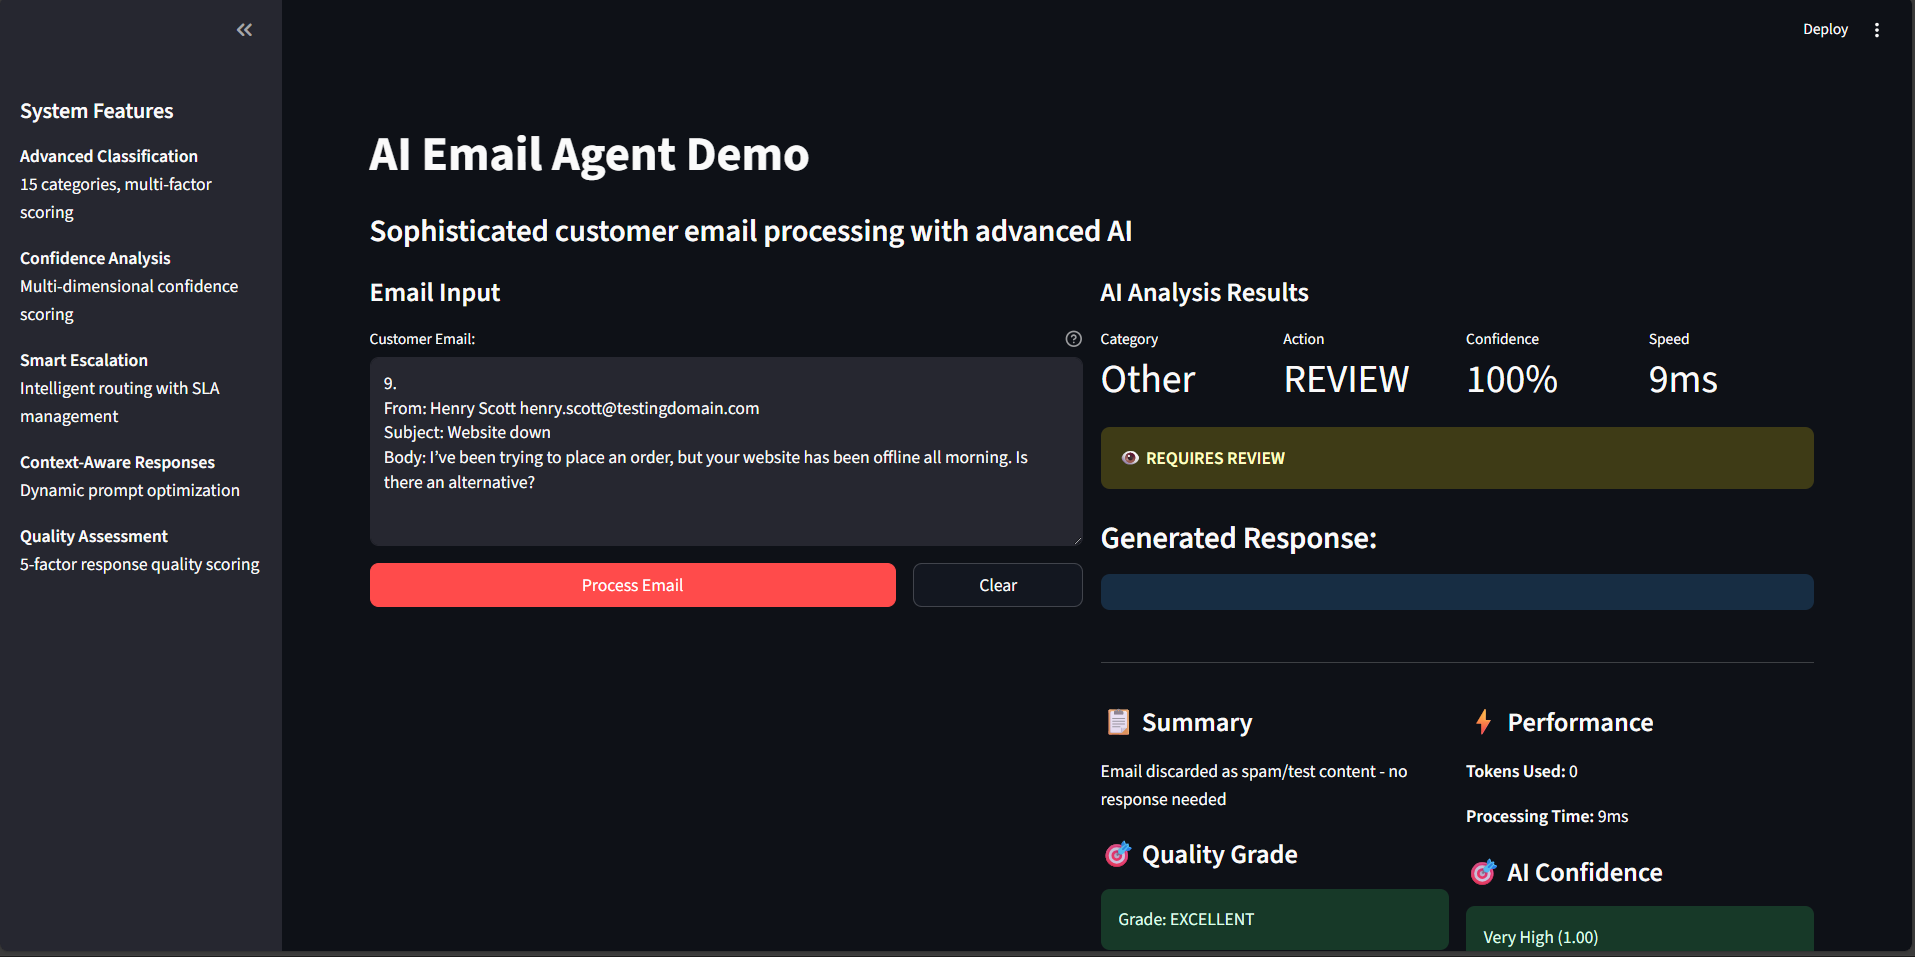 Deploy
System Features
Advanced Classification
15 categories, multi-factor
scoring
Confidence Analysis
Multi-dimensional confidence
scoring
Smart Escalation
Intelligent routing with SLA
management
Context-Aware Responses
Dynamic prompt optimization
Quality Assessment
5-factor response quality scoring
AI Email Agent Demo
Sophisticated customer email processing with advanced AI
Email Input
Customer Email:
9.
From: Henry Scott henry.scott@testingdomain.com
Subject: Website down
Body: I’ve been trying to place an order, but your website has been offline all morning. Is
there an alternative?
Process Email
Clear
AI Analysis Results
Category
Other
Action
REVIEW
Confidence
100%
Speed
9ms
REQUIRES REVIEW
Generated Response:
Summary
Email discarded as spam/test content - no
response needed
Quality Grade
Grade: EXCELLENT
Performance
Tokens Used: 0
Processing Time: 9ms
AI Confidence
Very High (1.00)